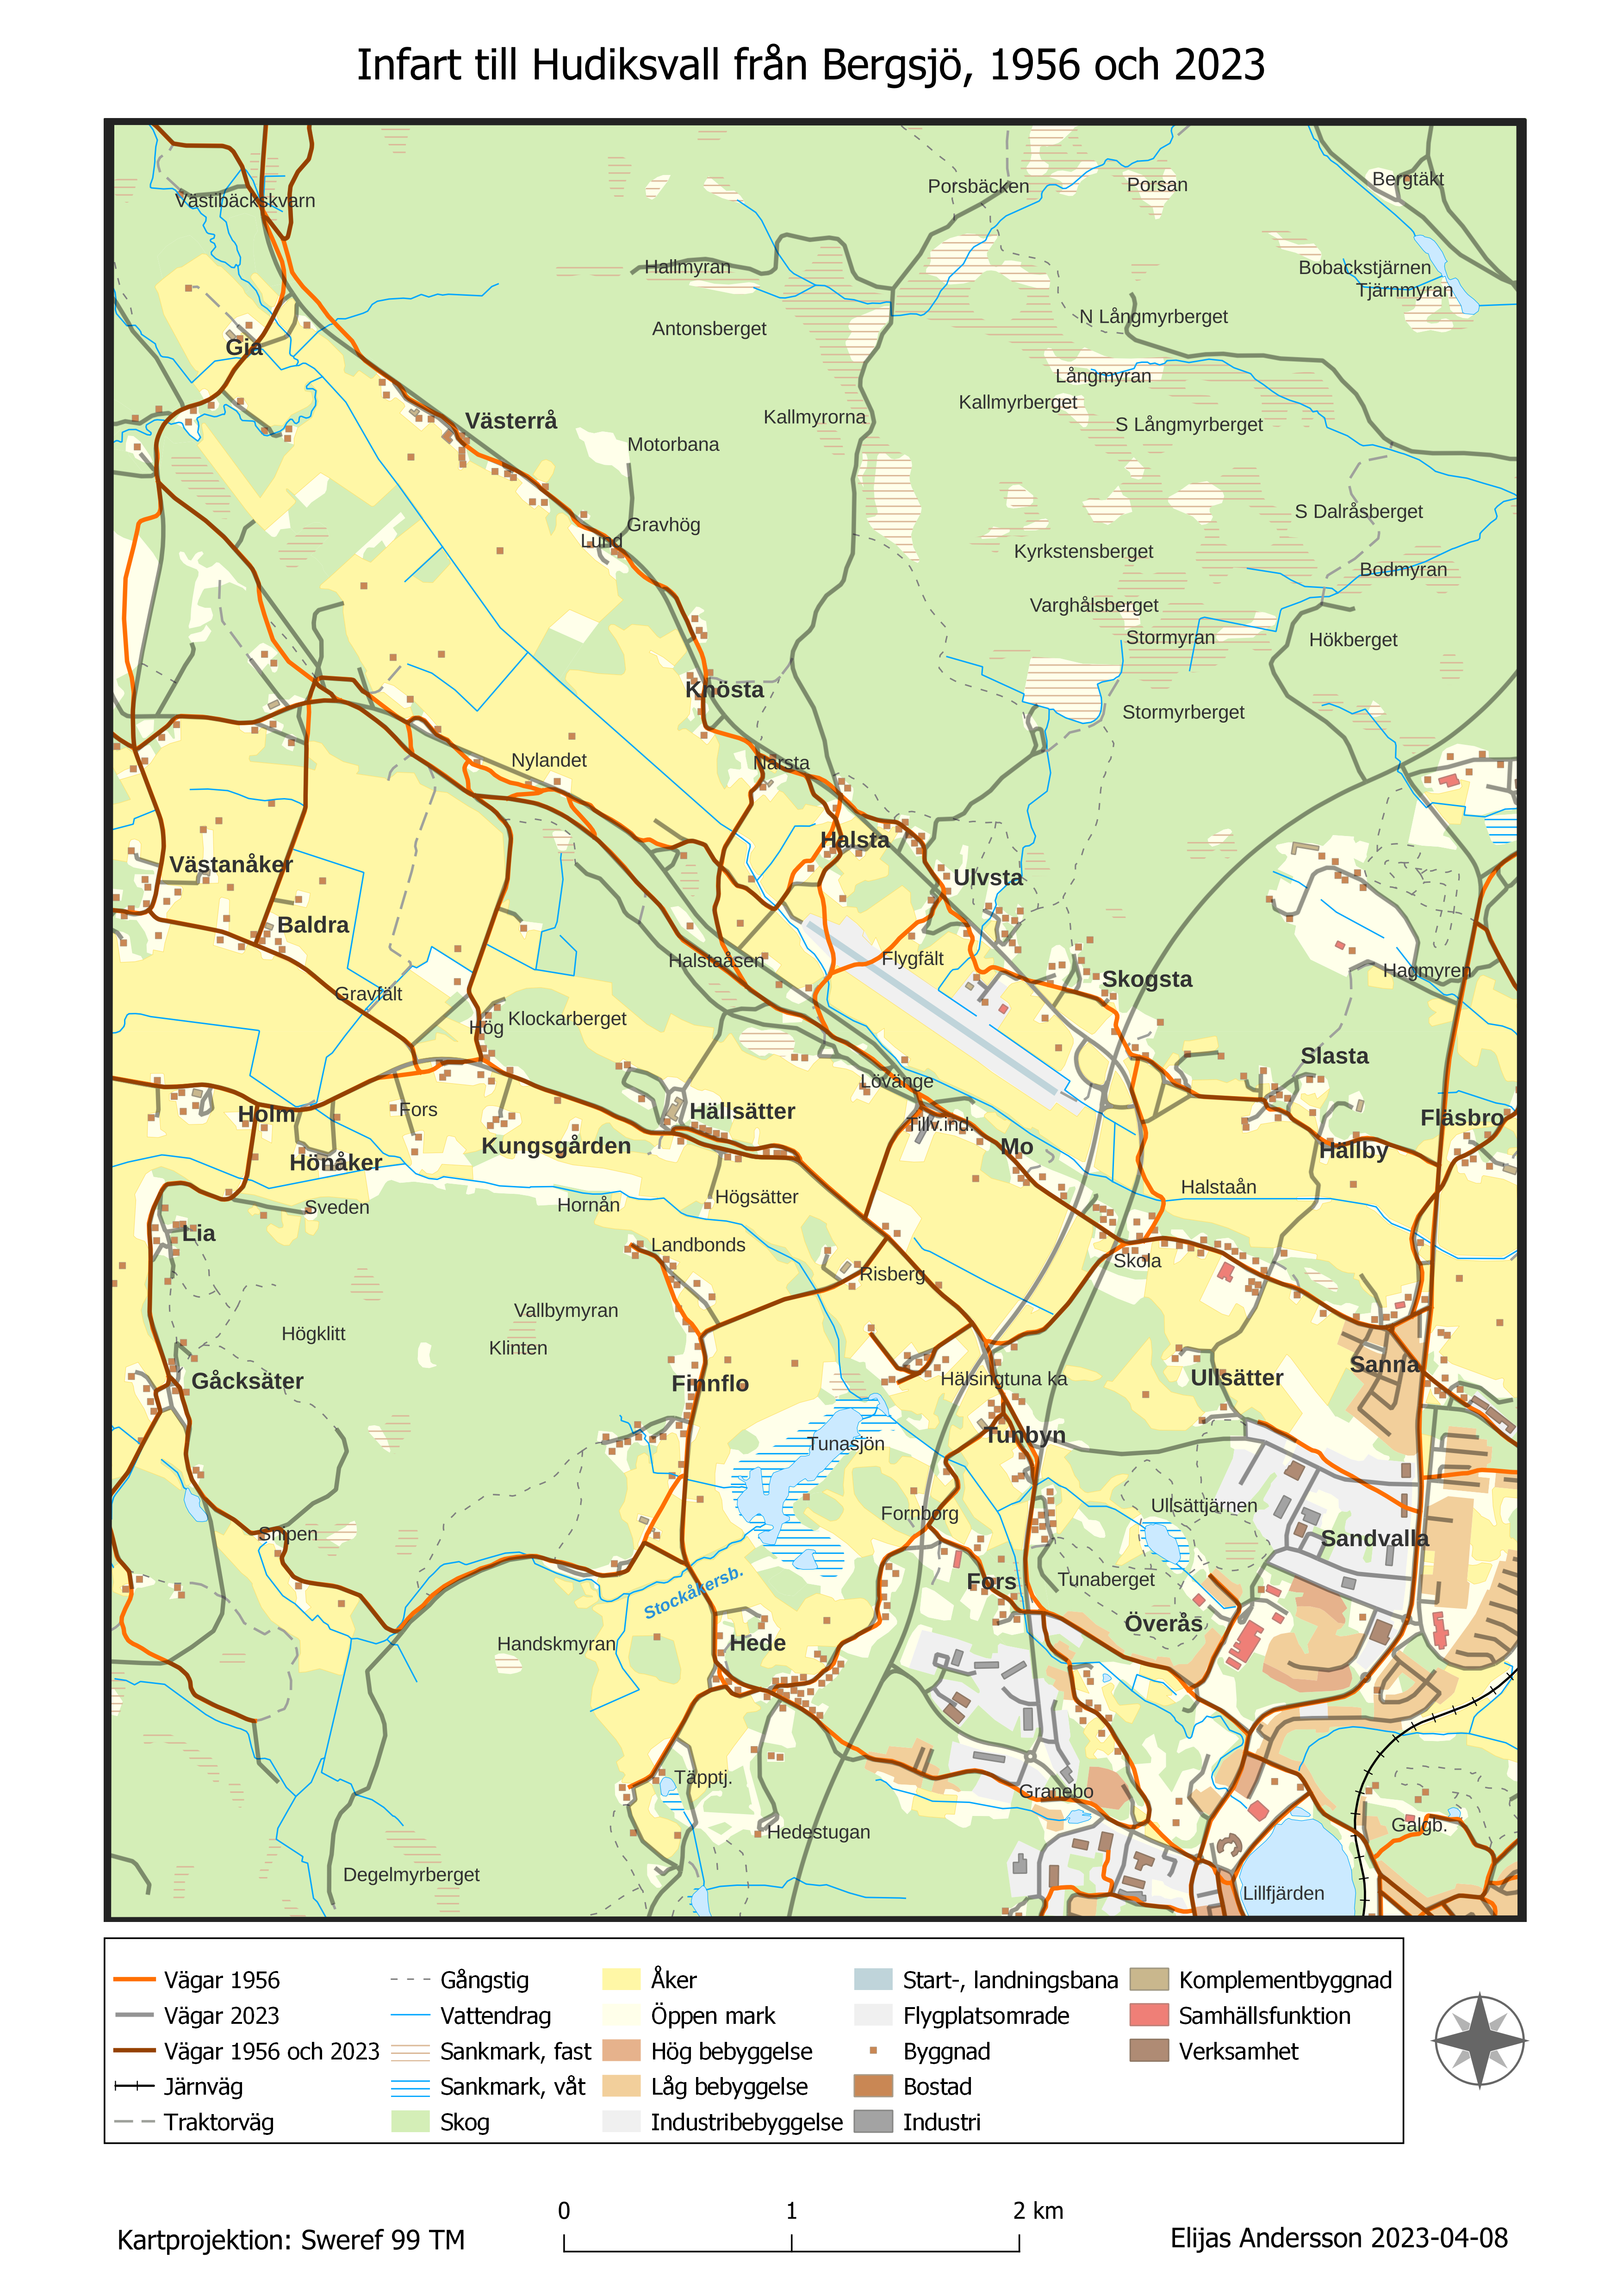 Infart till Hudiksvall från Bergsjö, 1956 och 2023
Bergtäkt
Porsbäcken
Porsan
Västibäckskvarn
Hallmyran
Bobackstjärnen
Tjärnmyran
N Långmyrberget
Antonsberget
Gia
Långmyran
Kallmyrberget
Kallmyrorna
Västerrå
S Långmyrberget
Motorbana
S Dalråsberget
Gravhög
Lund
Kyrkstensberget
Bodmyran
Varghålsberget
Stormyran
Hökberget
Knösta
Stormyrberget
Nylandet
Narsta
Halsta
Västanåker
Ulvsta
Baldra
Halstaåsen
Flygfält
Hagmyren
Skogsta
Gravfält
Klockarberget
Hög
Slasta
Lövänge
Holm
Fors
Hällsätter
Fläsbro
Tillv.ind.
Kungsgården
Mo
Hällby
Hönåker
Halstaån
Högsätter
Sveden
Hornån
Lia
Landbonds
Skola
Risberg
Vallbymyran
Högklitt
Klinten
Sanna
Gåcksäter
Finnflo
Hälsingtuna ka
Ullsätter
Tunbyn
Tunasjön
Ullsättjärnen
Fornborg
Snipen
Sandvalla
Stockåkersb.
Fors
Tunaberget
Överås
Handskmyran
Hede
Täpptj.
Granebo
Hedestugan
Galgb.
Degelmyrberget
Lillfjärden
Vägar 1956
Vägar 2023
Vägar 1956 och 2023
Järnväg
Traktorväg
Gångstig
Vattendrag
Sankmark, fast
Sankmark, våt
Skog
Åker
Öppen mark
Hög bebyggelse
Låg bebyggelse
Industribebyggelse
Start-, landningsbana
Flygplatsomrade
Byggnad
Bostad
Industri
Komplementbyggnad
Samhällsfunktion
Verksamhet
0 1 2 km
Kartprojektion: Sweref 99 TM
Elijas Andersson 2023-04-08